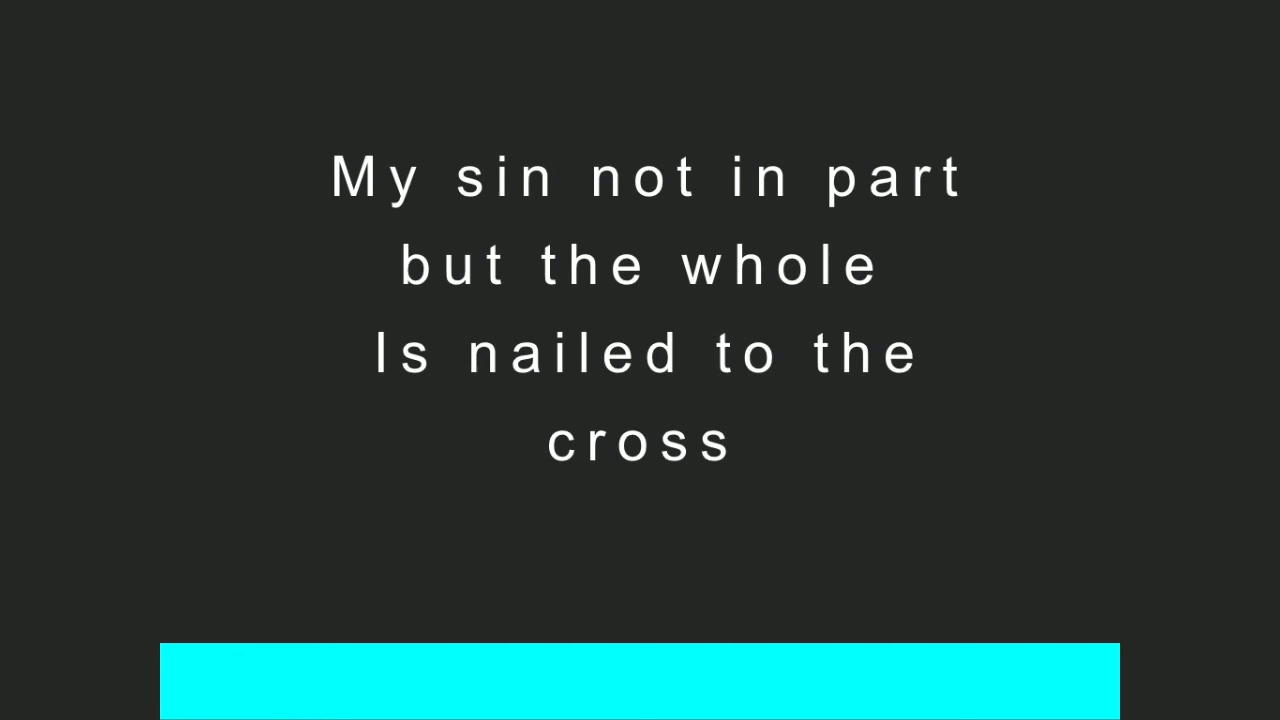 My sin not in part
but the whole
Is nailed to the
cross